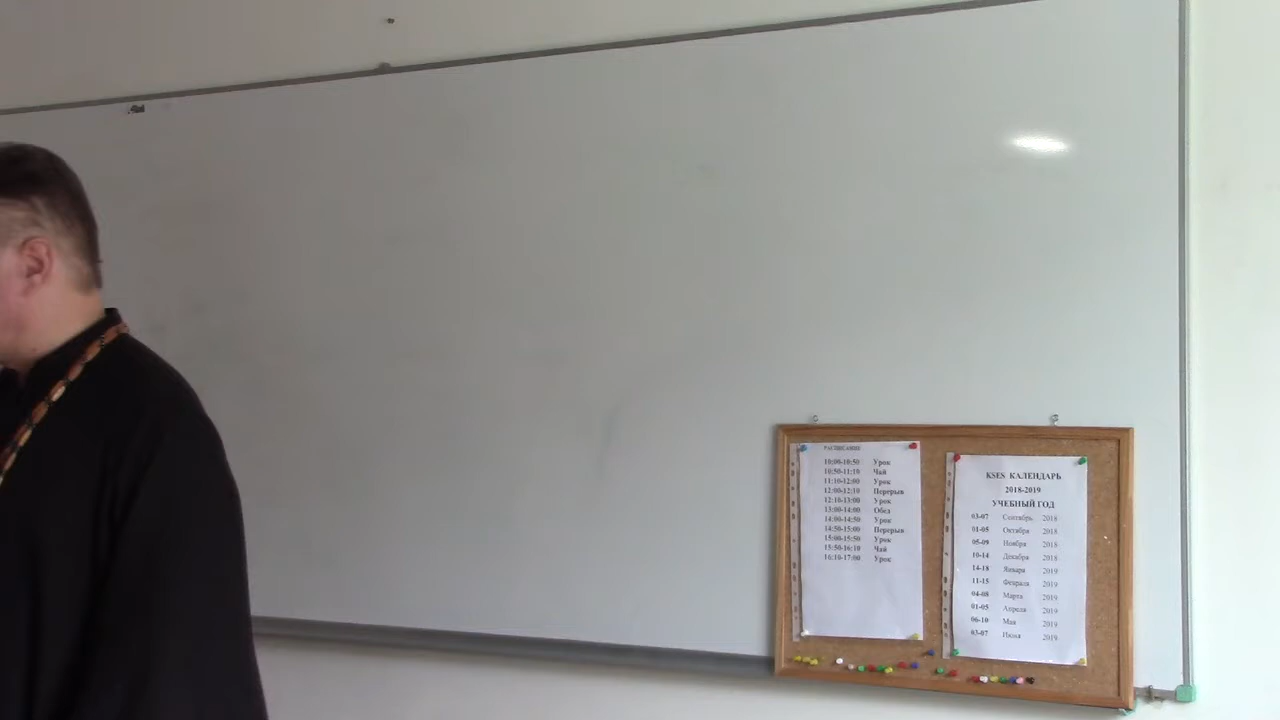 РАСПИСАНИЕ
10:00-10:50 Урок
10:50-11:10 Чай
11:10-12:00 Урок
12:00-12:10 Перерыв
12:10-13:00 Урок
13:00-14:00 Обед
14:00-14:50 Урок
14:50-15:00 Перерыв
15:00-15:50 Урок
15:50-16:10 Чай
16:10-17:00 Урок
KSES КАЛЕНДАРЬ
2018-2019
УЧЕБНЫЙ ГОД
03-07 Сентябрь 2018
01-05 Октября 2018
05-09 Ноября 2018
10-14 Декабря 2018
14-18 Января 2019
11-15 Февраля 2019
04-08 Марта 2019
01-05 Апреля 2019
06-10 Мая 2019
03-07 Июня 2019